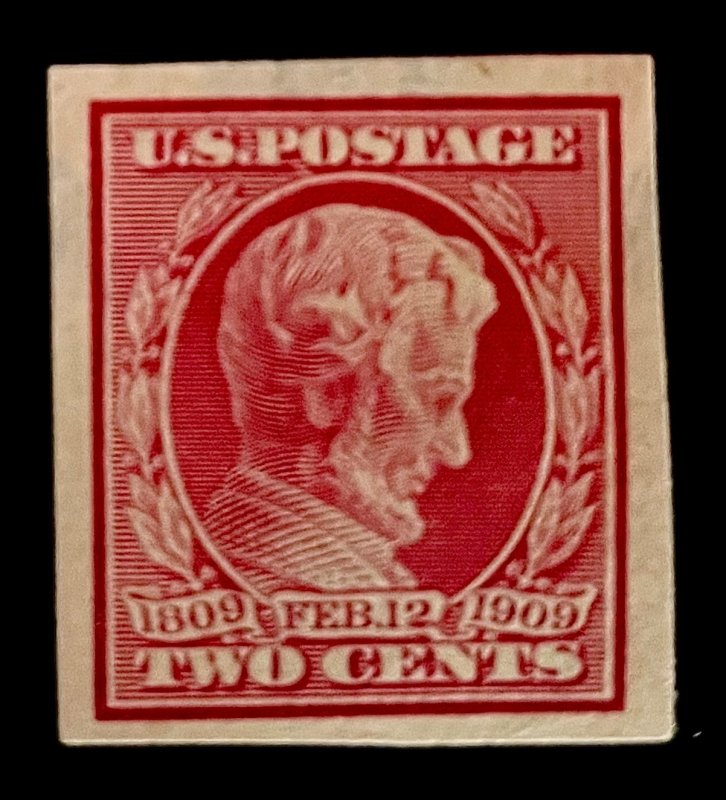 U.S. POSTAGE
1809 FEB. 12 1909
TWO CENTS